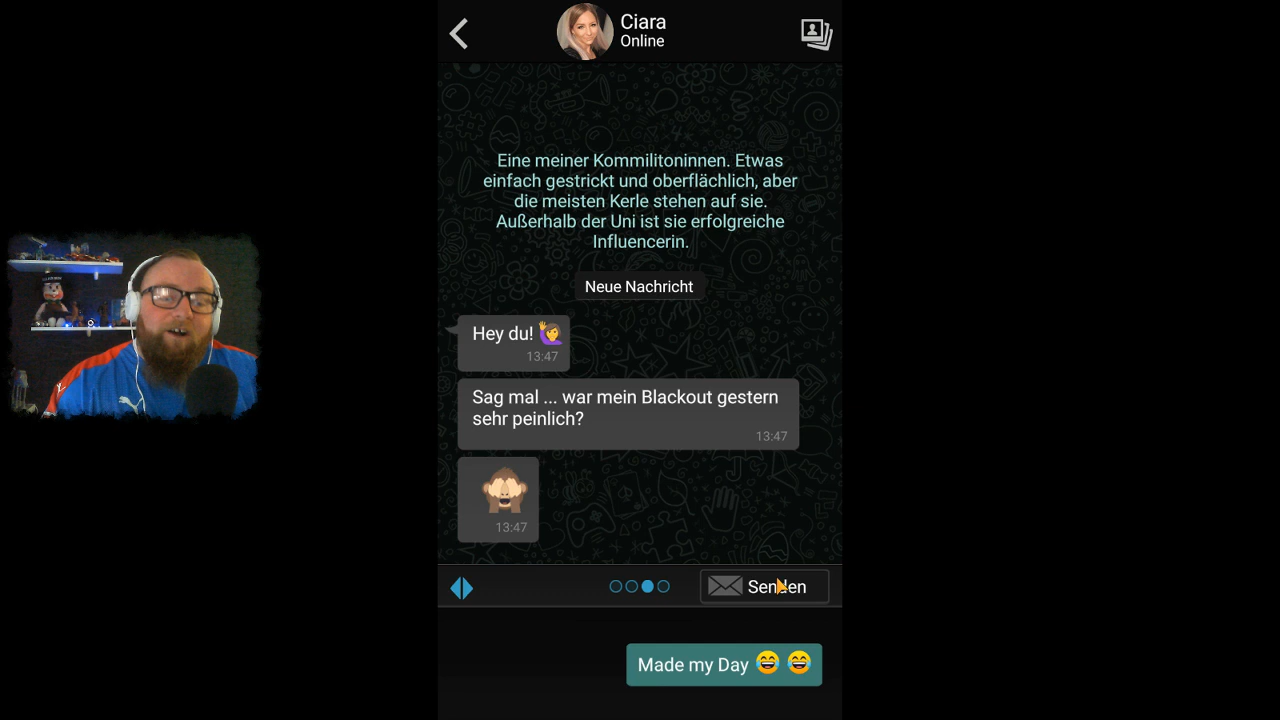 Ciara
Online
Eine meiner Kommilitoninnen. Etwas
einfach gestrickt und oberflächlich, aber
die meisten Kerle stehen auf sie.
Außerhalb der Uni ist sie erfolgreiche
Influencerin.
Neue Nachricht
Hey du! 🙋‍♀️
13:47
Sag mal ... war mein Blackout gestern
sehr peinlich?
13:47
🙈
13:47
Senden
Made my Day 😂 😂